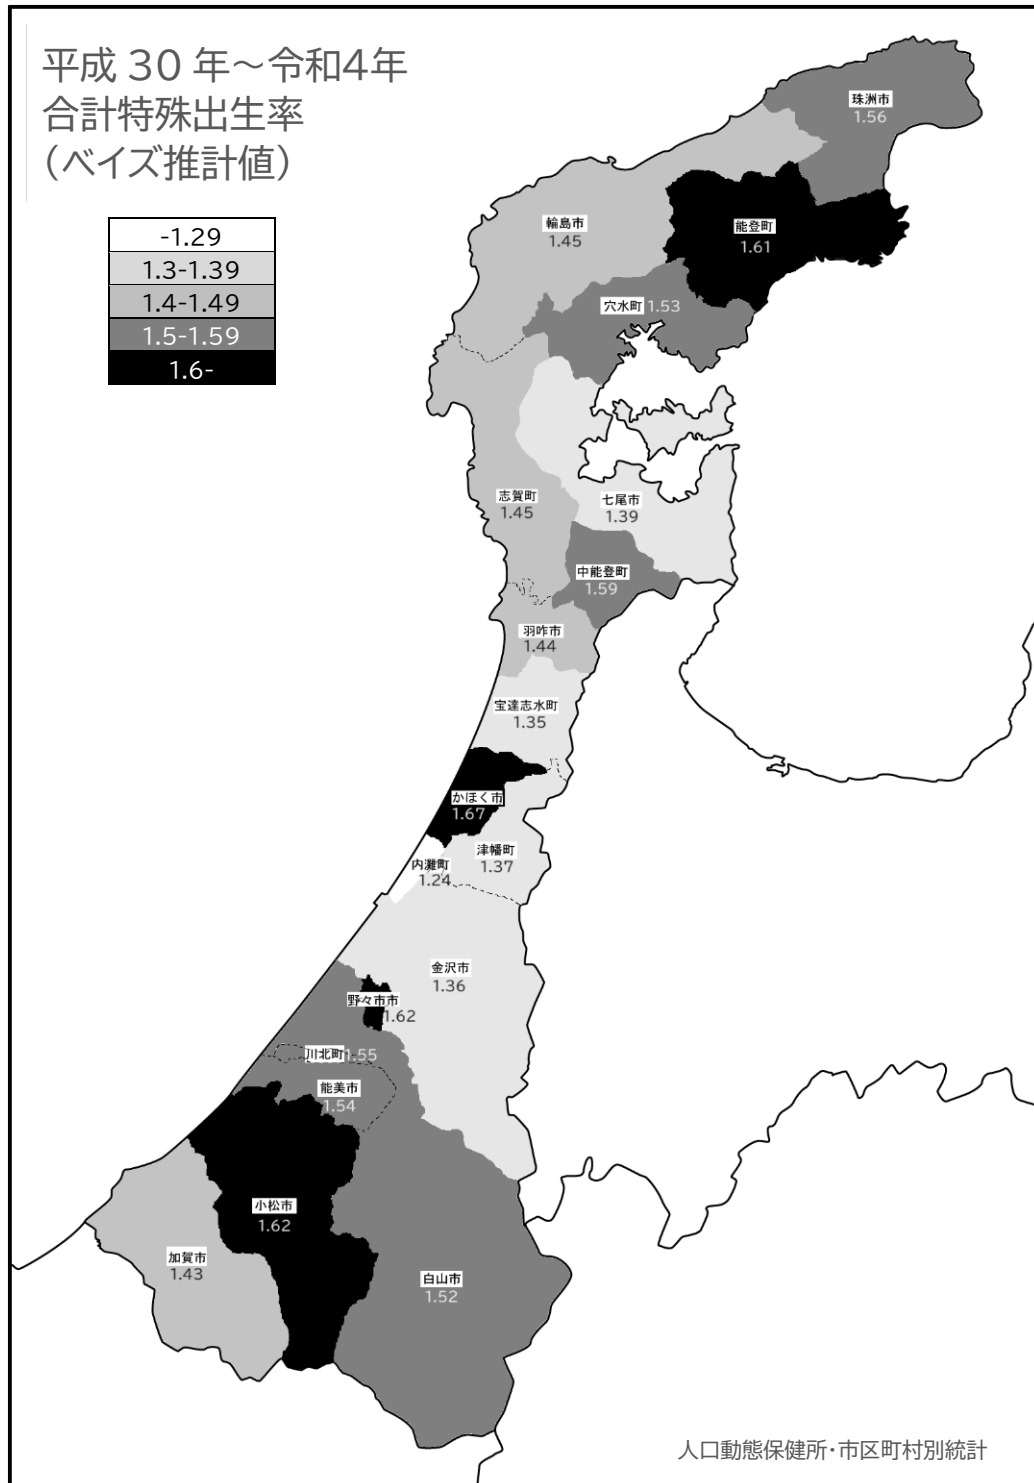 平成 30 年～令和4年
合計特殊出生率
（ベイズ推計値）
-1.29
1.3-1.39
1.4-1.49
1.5-1.59
1.6-
珠洲市
1.56
輪島市
1.45
能登町
1.61
穴水町 1.53
志賀町
1.45
七尾市
1.39
中能登町
1.59
羽咋市
1.44
宝達志水町
1.35
かほく市
1.67
津幡町
1.37
内灘町
1.24
金沢市
1.36
野々市市
1.62
川北町 1.55
能美市
1.54
小松市
1.62
加賀市
1.43
白山市
1.52
人口動態保健所・市区町村別統計